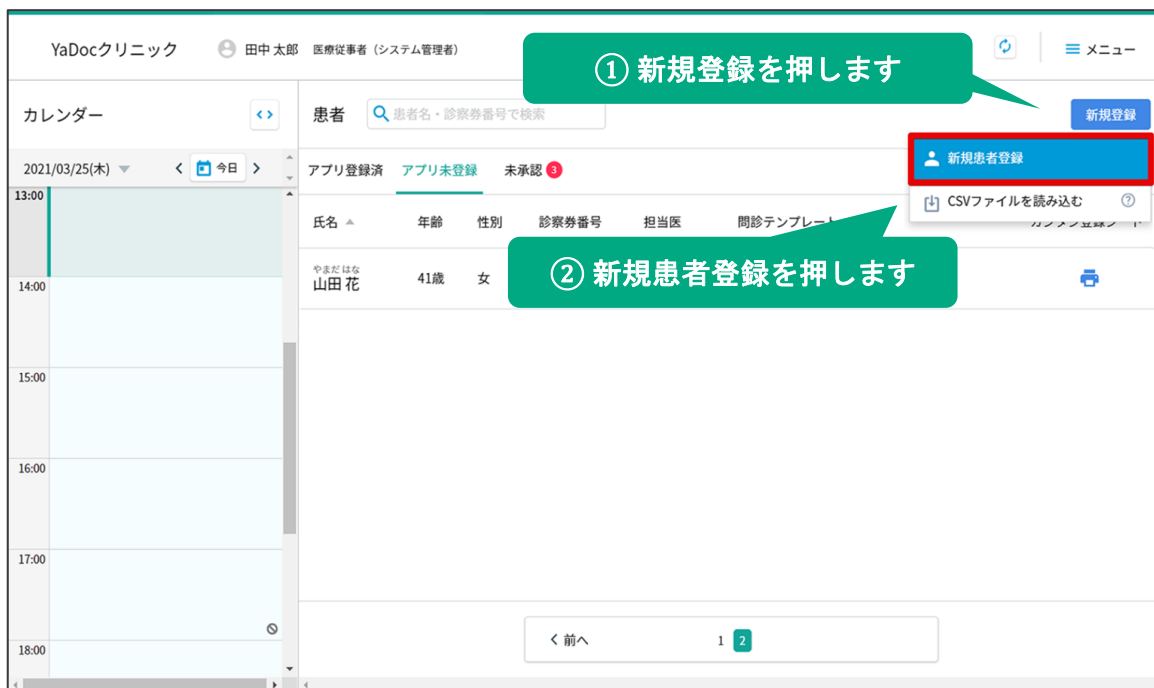 YaDocクリニック
田中 太郎 医療従事者（システム管理者）
① 新規登録を押します
メニュー
カレンダー
患者
患者名・診察券番号で検索
新規登録
新規患者登録
CSVファイルを読み込む
2021/03/25(木)
今日
アプリ登録済 アプリ未登録 未承認 3
氏名 年齢 性別 診察券番号 担当医 問診テンプレート
やまだ はな
山田 花 41歳 女
② 新規患者登録を押します
13:00
14:00
15:00
16:00
17:00
18:00
前へ 1 2